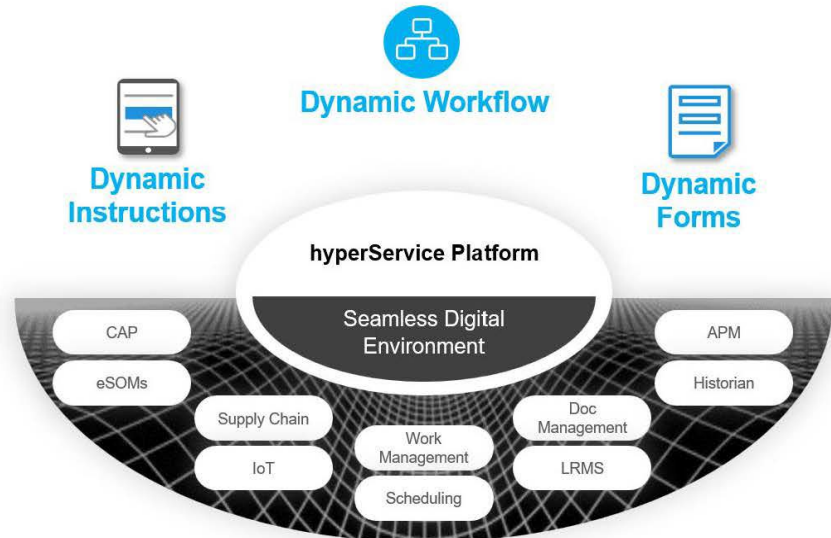 Dynamic Workflow
Dynamic
Instructions
Dynamic
Forms
hyperService Platform
Seamless Digital
Environment
CAP
eSOMs
Supply Chain
IoT
Work
Management
Scheduling
Doc
Management
LRMS
APM
Historian